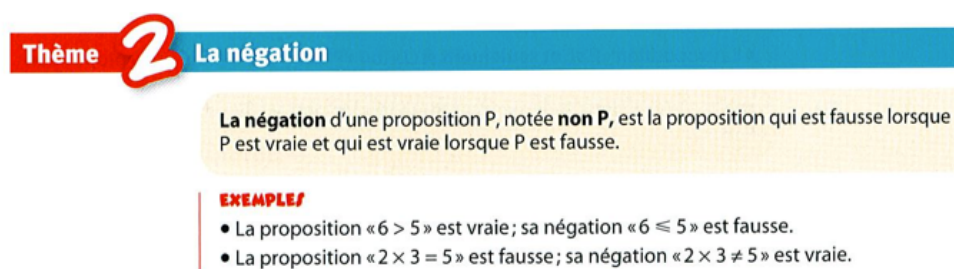 Thème 2 La négation
La négation d'une proposition P, notée non P, est la proposition qui est fausse lorsque
P est vraie et qui est vraie lorsque P est fausse.
EXEMPLES
• La proposition «6 > 5» est vraie; sa négation «6 ⩽ 5» est fausse.
• La proposition «2 × 3 = 5» est fausse; sa négation «2 × 3 ≠ 5» est vraie.